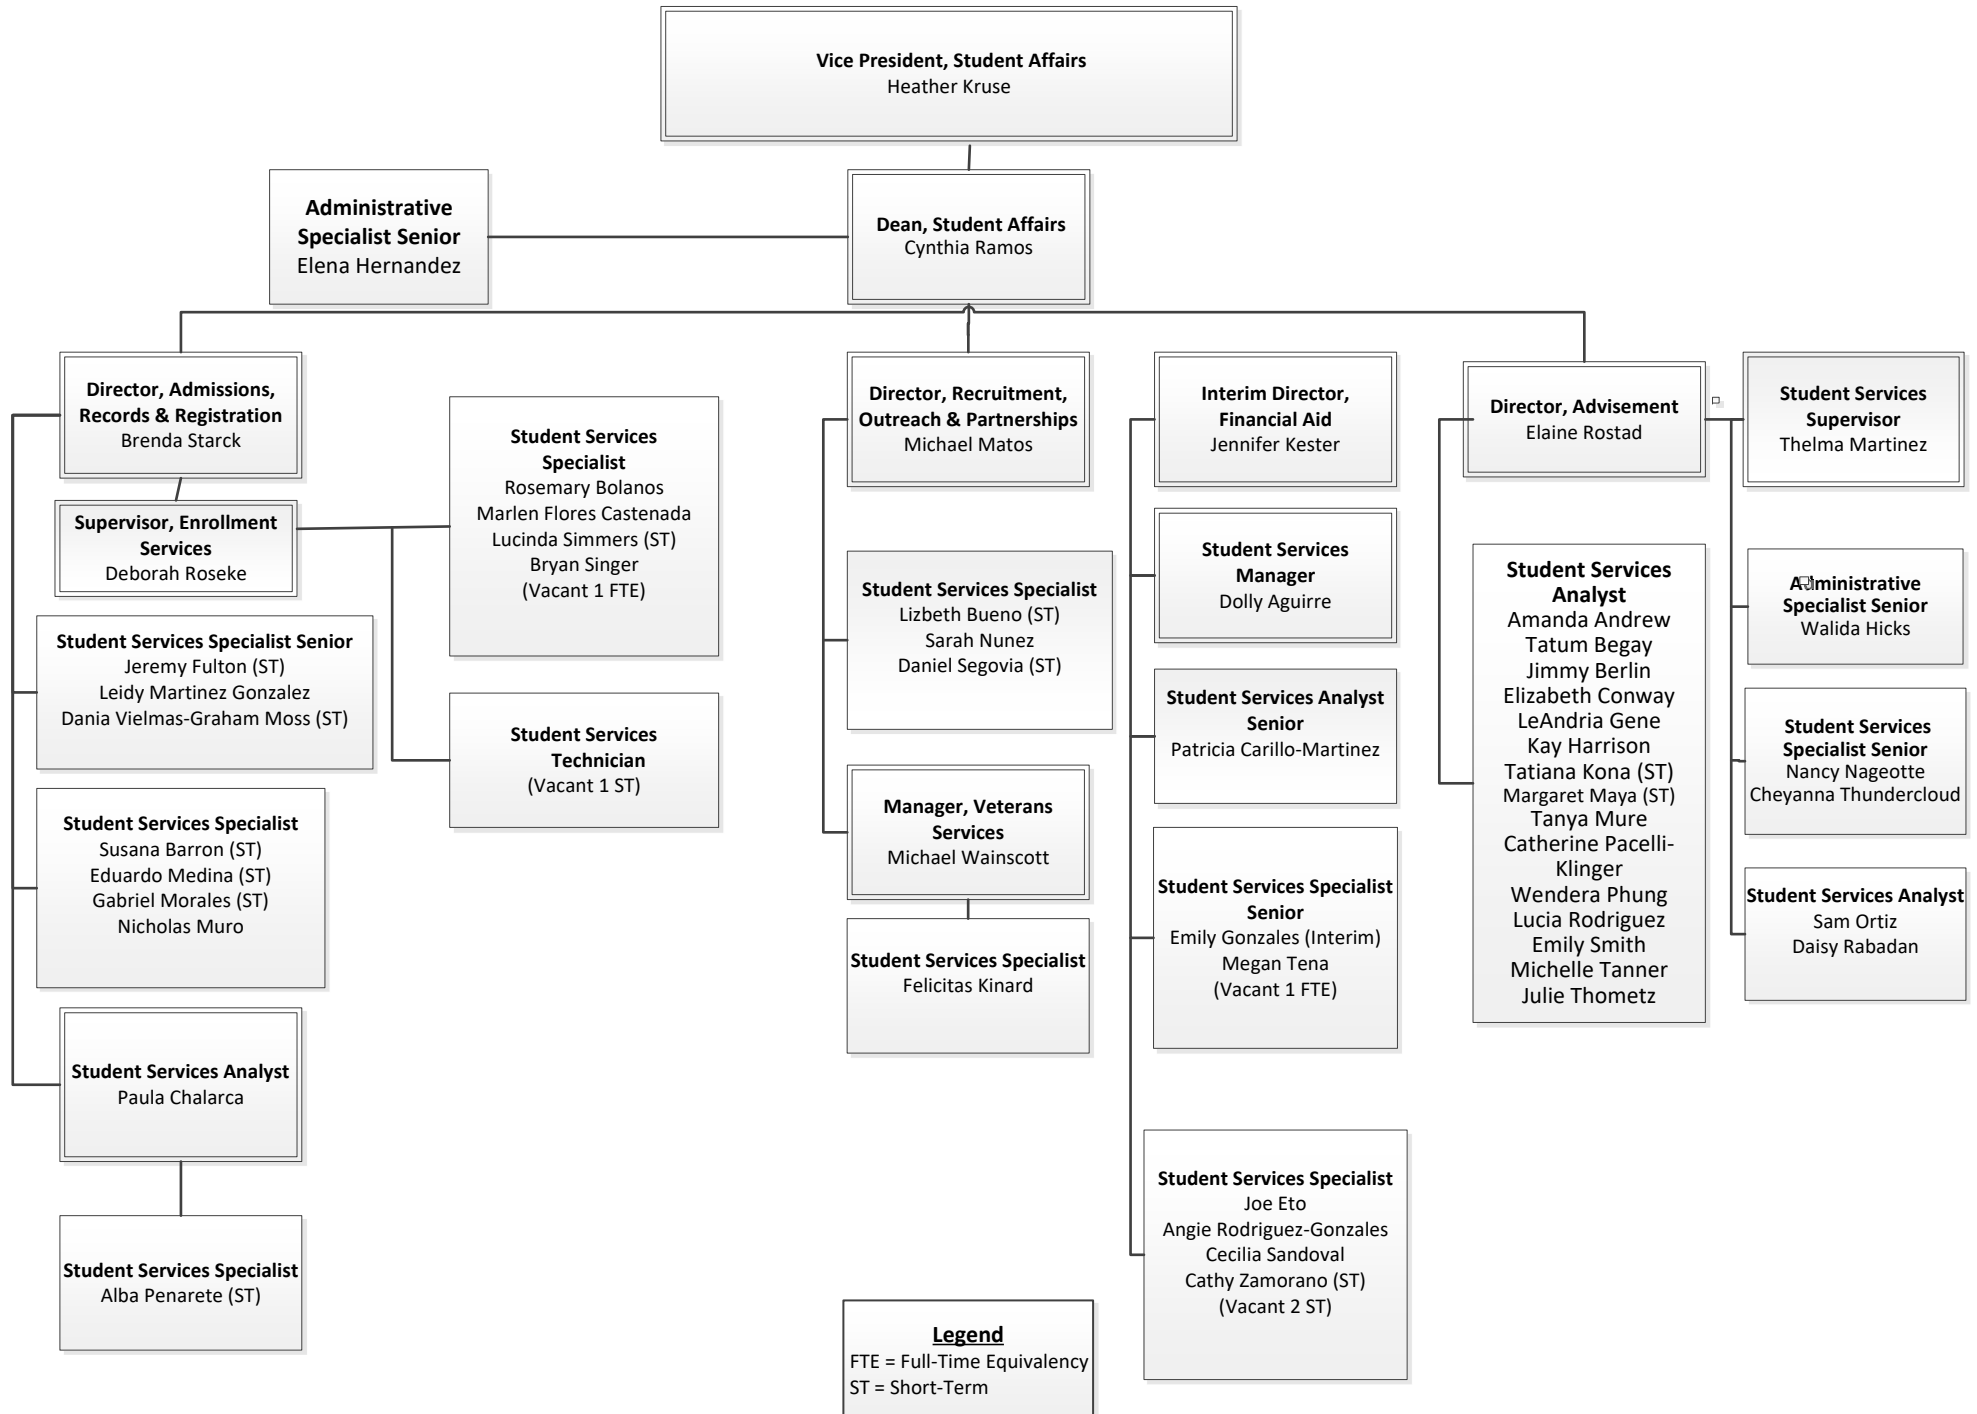 Vice President, Student Affairs
Heather Kruse
Administrative
Specialist Senior
Elena Hernandez
Dean, Student Affairs
Cynthia Ramos
Director, Admissions,
Records & Registration
Brenda Starck
Supervisor, Enrollment
Services
Deborah Roseke
Student Services
Specialist
Rosemary Bolanos
Marlen Flores Castenada
Lucinda Simmers (ST)
Bryan Singer
(Vacant 1 FTE)
Student Services
Technician
(Vacant 1 ST)
Student Services Specialist Senior
Jeremy Fulton (ST)
Leidy Martinez Gonzalez
Dania Vielmas-Graham Moss (ST)
Student Services Specialist
Susana Barron (ST)
Eduardo Medina (ST)
Gabriel Morales (ST)
Nicholas Muro
Student Services Analyst
Paula Chalarca
Student Services Specialist
Alba Penarete (ST)
Director, Recruitment,
Outreach & Partnerships
Michael Matos
Student Services Specialist
Lizbeth Bueno (ST)
Sarah Nunez
Daniel Segovia (ST)
Manager, Veterans
Services
Michael Wainscott
Student Services Specialist
Felicitas Kinard
Interim Director,
Financial Aid
Jennifer Kester
Student Services
Manager
Dolly Aguirre
Student Services Analyst
Senior
Patricia Carillo-Martinez
Student Services Specialist
Senior
Emily Gonzales (Interim)
Megan Tena
(Vacant 1 FTE)
Student Services Specialist
Joe Eto
Angie Rodriguez-Gonzales
Cecilia Sandoval
Cathy Zamorano (ST)
(Vacant 2 ST)
Director, Advisement
Elaine Rostad
Student Services
Analyst
Amanda Andrew
Tatum Begay
Jimmy Berlin
Elizabeth Conway
LeAndria Gene
Kay Harrison
Tatiana Kona (ST)
Margaret Maya (ST)
Tanya Mure
Catherine Pacelli-
Klinger
Wendera Phung
Lucia Rodriguez
Emily Smith
Michelle Tanner
Julie Thometz
Student Services
Supervisor
Thelma Martinez
Administrative
Specialist Senior
Walida Hicks
Student Services
Specialist Senior
Nancy Nageotte
Cheyanna Thundercloud
Student Services Analyst
Sam Ortiz
Daisy Rabadan
Legend
FTE = Full-Time Equivalency
ST = Short-Term